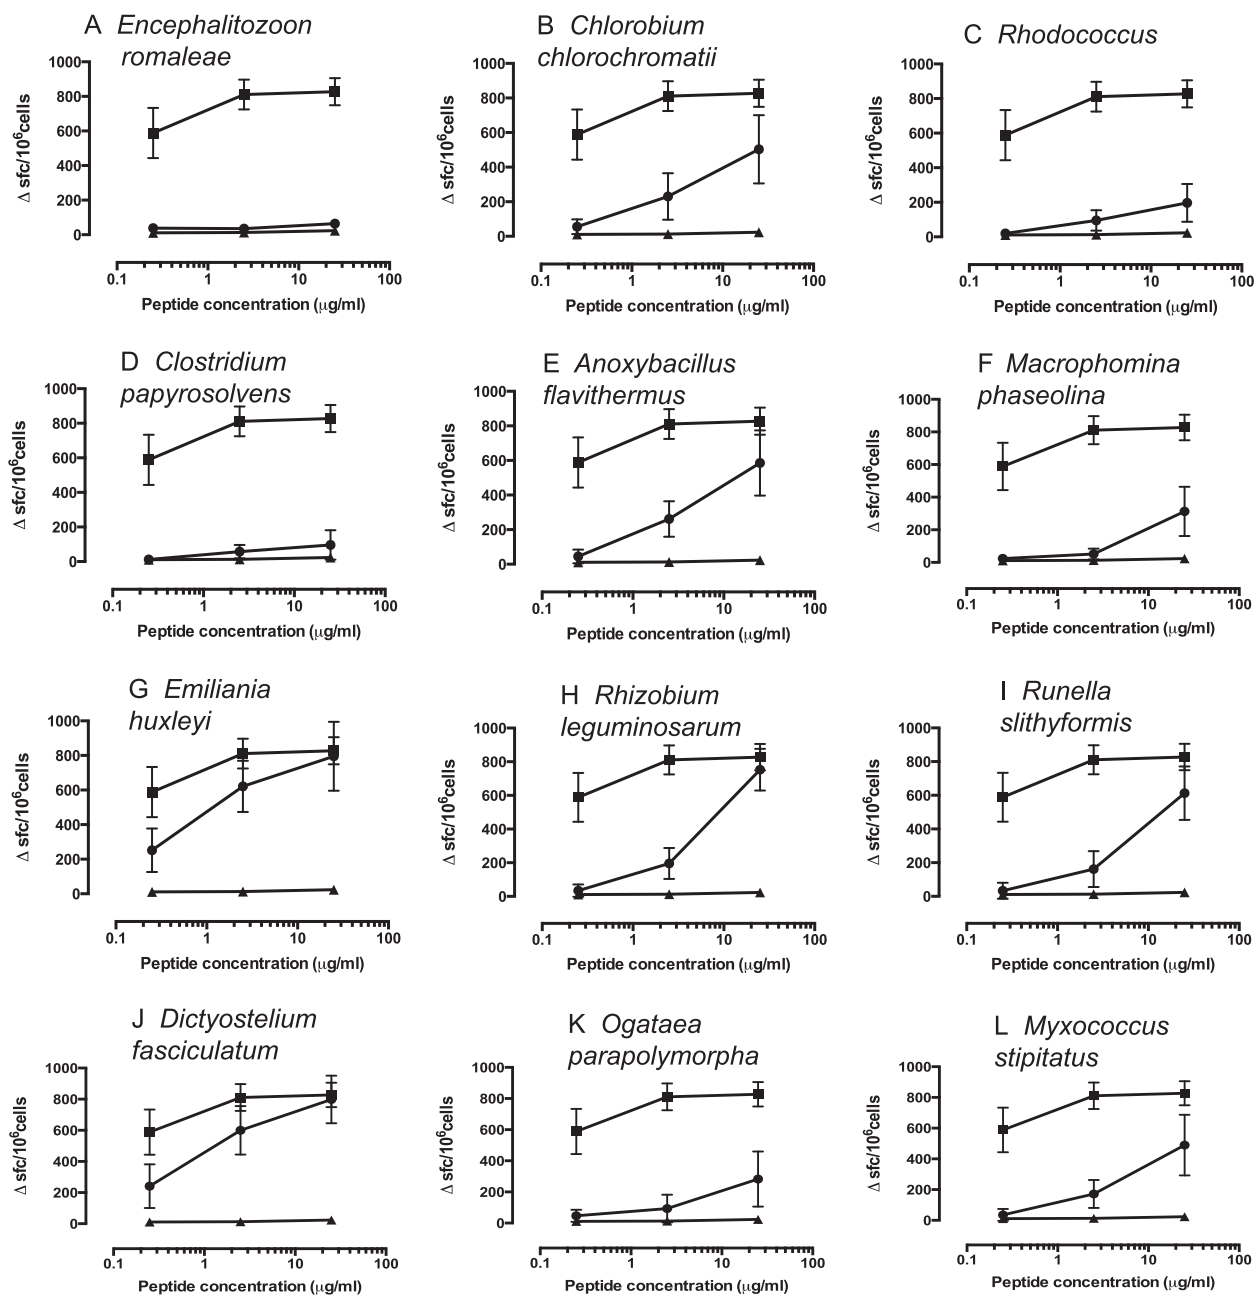 A Encephalitozoon
romaleae
1000
800
600
400
200
0
Δ sfc/10⁶cells
0.1 1 10 100
Peptide concentration (μg/ml)
B Chlorobium
chlorochromatii
1000
800
600
400
200
0
Δ sfc/10⁶cells
0.1 1 10 100
Peptide concentration (μg/ml)
C Rhodococcus
1000
800
600
400
200
0
Δ sfc/10⁶cells
0.1 1 10 100
Peptide concentration (μg/ml)
D Clostridium
papyrosolvens
1000
800
600
400
200
0
Δ sfc/10⁶cells
0.1 1 10 100
Peptide concentration (μg/ml)
E Anoxybacillus
flavithermus
1000
800
600
400
200
0
Δ sfc/10⁶cells
0.1 1 10 100
Peptide concentration (μg/ml)
F Macrophomina
phaseolina
1000
800
600
400
200
0
Δ sfc/10⁶cells
0.1 1 10 100
Peptide concentration (μg/ml)
G Emiliania
huxleyi
1000
800
600
400
200
0
Δ sfc/10⁶cells
0.1 1 10 100
Peptide concentration (μg/ml)
H Rhizobium
leguminosarum
1000
800
600
400
200
0
Δ sfc/10⁶cells
0.1 1 10 100
Peptide concentration (μg/ml)
I Runella
slithyformis
1000
800
600
400
200
0
Δ sfc/10⁶cells
0.1 1 10 100
Peptide concentration (μg/ml)
J Dictyostelium
fasciculatum
1000
800
600
400
200
0
Δ sfc/10⁶cells
0.1 1 10 100
Peptide concentration (μg/ml)
K Ogataea
parapolymorpha
1000
800
600
400
200
0
Δ sfc/10⁶cells
0.1 1 10 100
Peptide concentration (μg/ml)
L Myxococcus
stipitatus
1000
800
600
400
200
0
Δ sfc/10⁶cells
0.1 1 10 100
Peptide concentration (μg/ml)